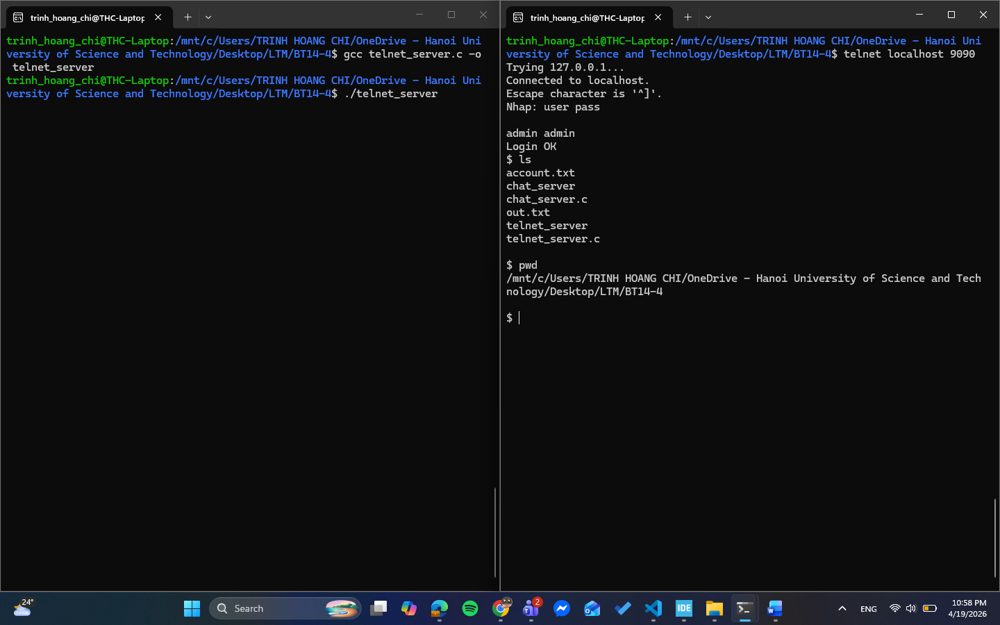 trinh_hoang_chi@THC-Laptop
trinh_hoang_chi@THC-Laptop:/mnt/c/Users/TRINH HOANG CHI/OneDrive - Hanoi Uni
versity of Science and Technology/Desktop/LTM/BT14-4$ gcc telnet_server.c -o
telnet_server
trinh_hoang_chi@THC-Laptop:/mnt/c/Users/TRINH HOANG CHI/OneDrive - Hanoi Uni
versity of Science and Technology/Desktop/LTM/BT14-4$ ./telnet_server
trinh_hoang_chi@THC-Laptop
trinh_hoang_chi@THC-Laptop:/mnt/c/Users/TRINH HOANG CHI/OneDrive - Hanoi Uni
versity of Science and Technology/Desktop/LTM/BT14-4$ telnet localhost 9090
Trying 127.0.0.1...
Connected to localhost.
Escape character is '^]'.
Nhap: user pass
admin admin
Login OK
$ ls
account.txt
chat_server
chat_server.c
out.txt
telnet_server
telnet_server.c
$ pwd
/mnt/c/Users/TRINH HOANG CHI/OneDrive - Hanoi University of Science and Tech
nology/Desktop/LTM/BT14-4
$
24°
Search
2
IDE
ENG
10:58 PM
4/19/2026